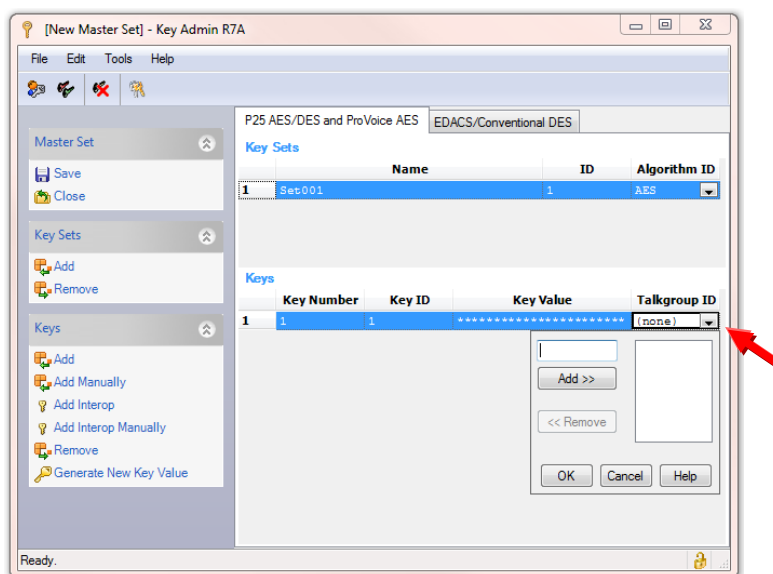 [New Master Set] - Key Admin R7A
File Edit Tools Help
P25 AES/DES and ProVoice AES EDACS/Conventional DES
Master Set
Save
Close
Key Sets
Add
Remove
Keys
Add
Add Manually
Add Interop
Add Interop Manually
Remove
Generate New Key Value
Key Sets
Name ID Algorithm ID
1 Set001 1 AES
Keys
Key Number Key ID Key Value Talkgroup ID
1 1 1 ************************ (none)
Add >>
<< Remove
OK Cancel Help
Ready.